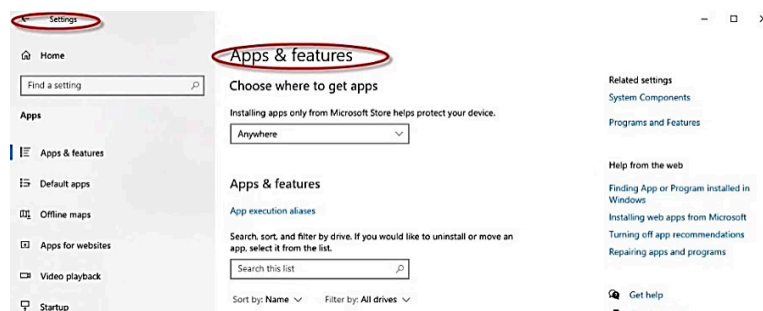 Settings
Home
Find a setting
Apps
Apps & features
Default apps
Offline maps
Apps for websites
Video playback
Startup
Apps & features
Choose where to get apps
Installing apps only from Microsoft Store helps protect your device.
Anywhere
Apps & features
App execution aliases
Search, sort, and filter by drive. If you would like to uninstall or move an
app, select it from the list.
Search this list
Sort by: Name
Filter by: All drives
Related settings
System Components
Programs and Features
Help from the web
Finding App or Program installed in
Windows
Installing web apps from Microsoft
Turning off app recommendations
Repairing apps and programs
Get help